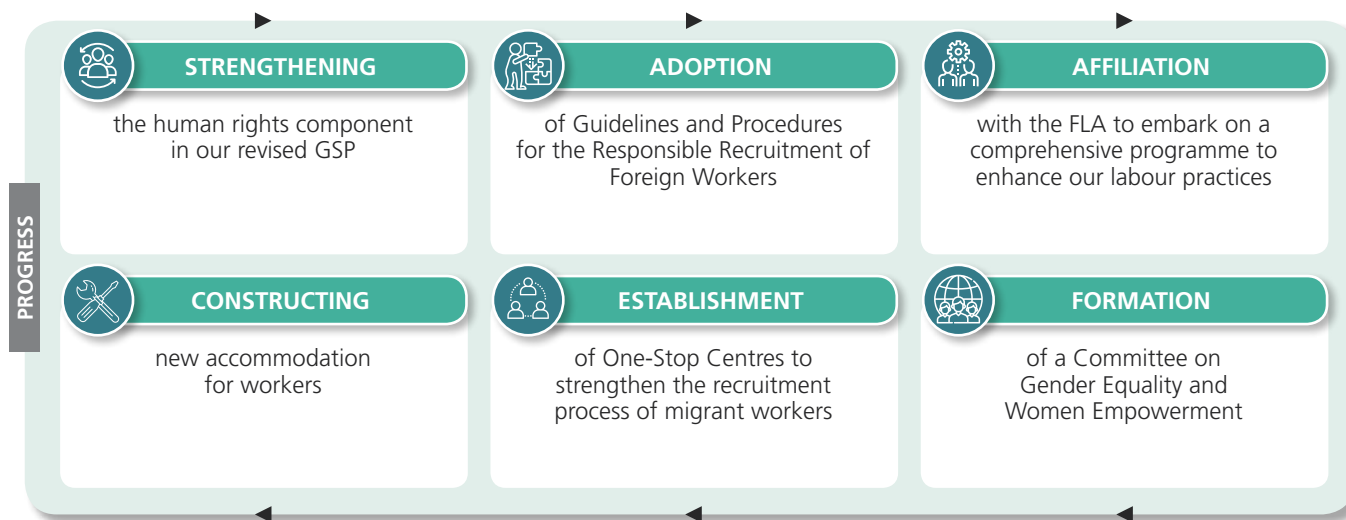 PROGRESS
STRENGTHENING
the human rights component
in our revised GSP
ADOPTION
of Guidelines and Procedures
for the Responsible Recruitment of
Foreign Workers
AFFILIATION
with the FLA to embark on a
comprehensive programme to
enhance our labour practices
CONSTRUCTING
new accommodation
for workers
ESTABLISHMENT
of One-Stop Centres to
strengthen the recruitment
process of migrant workers
FORMATION
of a Committee on
Gender Equality and
Women Empowerment